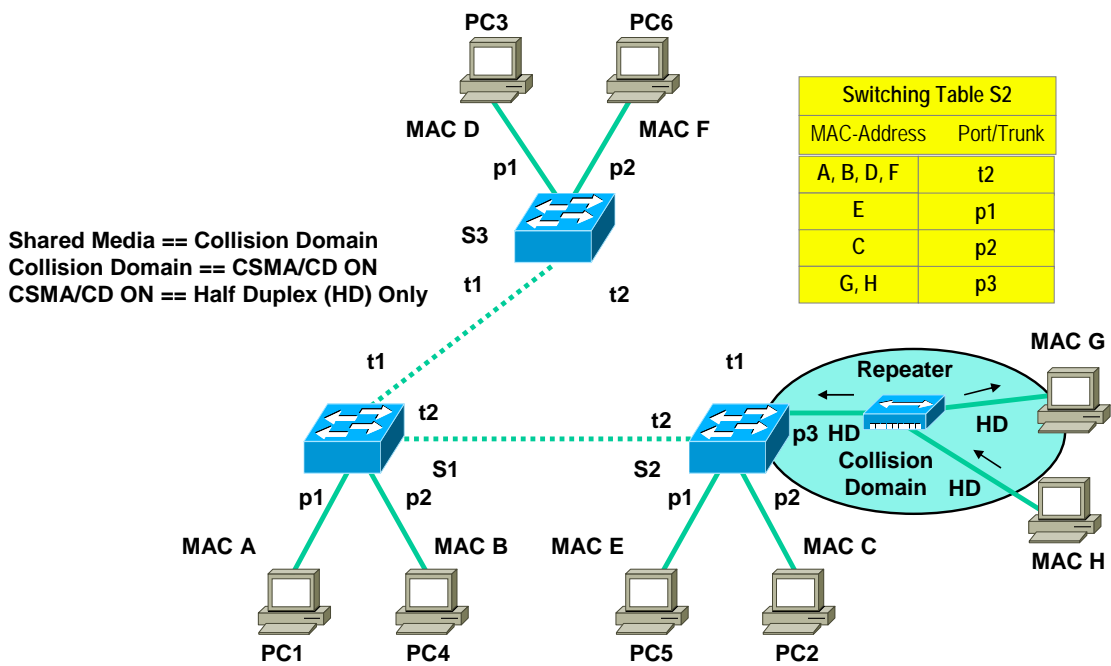 PC3
PC6
MAC D
MAC F
p1
p2
S3
t1
t2
Shared Media == Collision Domain
Collision Domain == CSMA/CD ON
CSMA/CD ON == Half Duplex (HD) Only
Switching Table S2
MAC-Address Port/Trunk
A, B, D, F t2
E p1
C p2
G, H p3
t1
t2
S1
p1
p2
MAC A
MAC B
PC1
PC4
t1
t2
S2
p3
p1
p2
MAC E
MAC C
PC5
PC2
Repeater
HD
HD
HD
Collision
Domain
MAC G
MAC H